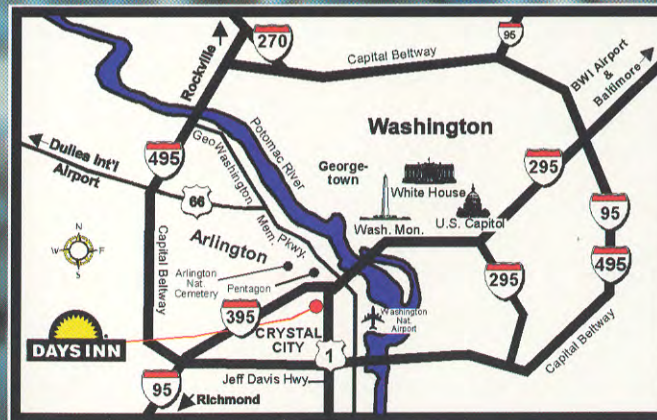 95
270
Capital Beltway
Rockville
BWI Airport
&
Baltimore
Potomac River
Washington
Dulles Int'l
Airport
495
Geo Washington
Mem. Pkwy.
George-
town
White House
295
66
Wash. Mon.
U.S. Capitol
95
N
W
S
Capital Beltway
Arlington
Arlington
Nat.
Cemetery
Pentagon
495
295
395
Washington
Nat.
Airport
CRYSTAL
CITY
DAYS INN
1
Capital Beltway
95
Jeff Davis Hwy
Richmond